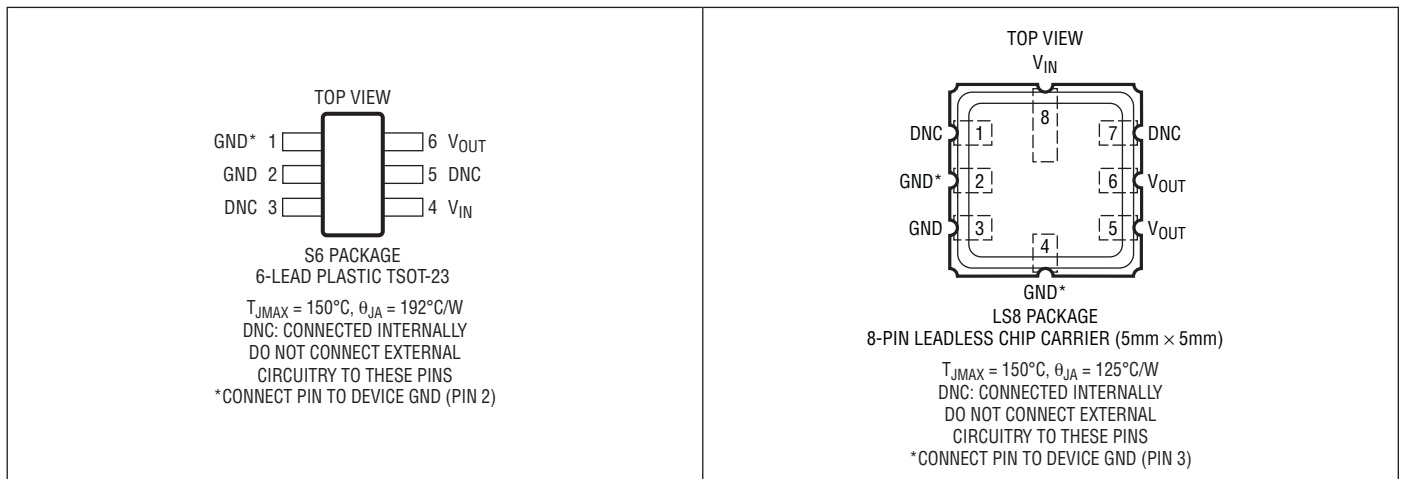 TOP VIEW
GND* 1
6 VOUT
GND 2
5 DNC
DNC 3
4 VIN
S6 PACKAGE
6-LEAD PLASTIC TSOT-23
TJMAX = 150°C, θJA = 192°C/W
DNC: CONNECTED INTERNALLY
DO NOT CONNECT EXTERNAL
CIRCUITRY TO THESE PINS
*CONNECT PIN TO DEVICE GND (PIN 2)
TOP VIEW
VIN
8
DNC 1
7 DNC
GND* 2
6 VOUT
GND 3
5 VOUT
4
GND*
LS8 PACKAGE
8-PIN LEADLESS CHIP CARRIER (5mm × 5mm)
TJMAX = 150°C, θJA = 125°C/W
DNC: CONNECTED INTERNALLY
DO NOT CONNECT EXTERNAL
CIRCUITRY TO THESE PINS
*CONNECT PIN TO DEVICE GND (PIN 3)